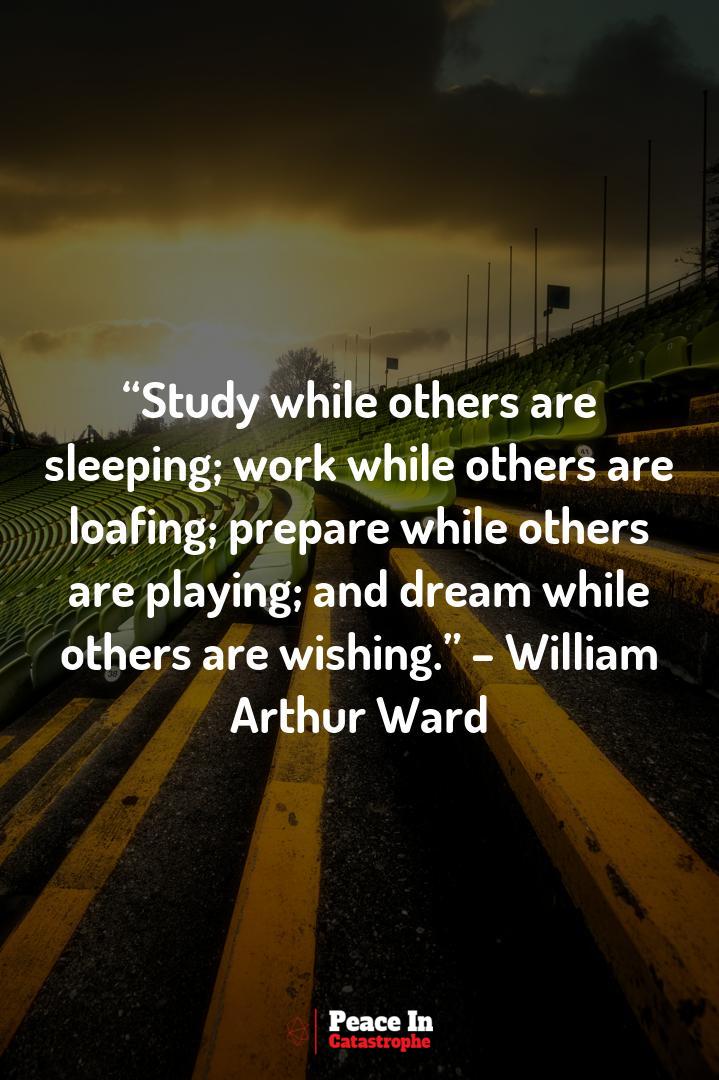 “Study while others are
sleeping; work while others are
loafing; prepare while others
are playing; and dream while
others are wishing.” – William
Arthur Ward
Peace In
Catastrophe